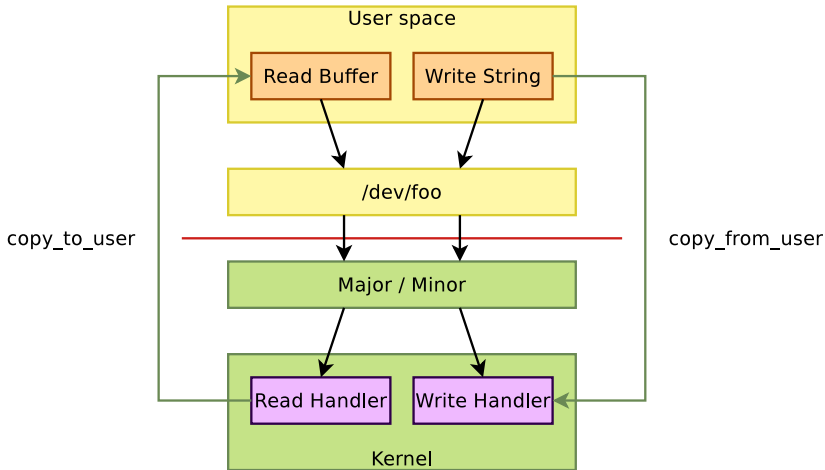 User space
Read Buffer
Write String
/dev/foo
copy_to_user
copy_from_user
Major / Minor
Read Handler
Write Handler
Kernel